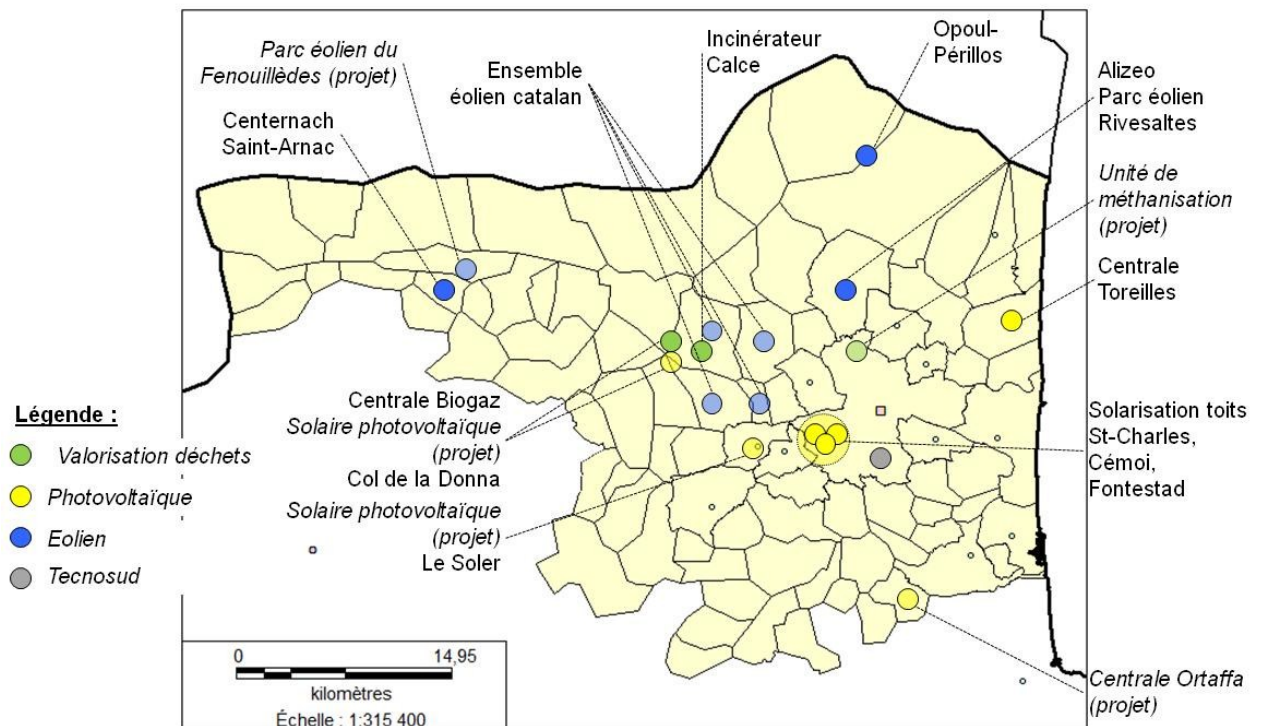 Parc éolien du
Fenouillèdes (projet)
Centernach
Saint-Arnac
Ensemble
éolien catalan
Incinérateur
Calce
Opoul-
Périllos
Alizeo
Parc éolien
Rivesaltes
Unité de
méthanisation
(projet)
Centrale
Toreilles
Solarisation toits
St-Charles,
Cémoi,
Fontestad
Centrale Ortaffa
(projet)
Centrale Biogaz
Solaire photovoltaïque
(projet)
Col de la Donna
Solaire photovoltaïque
(projet)
Le Soler
Légende :
Valorisation déchets
Photovoltaïque
Eolien
Tecnosud
0 14,95
kilomètres
Échelle : 1:315 400